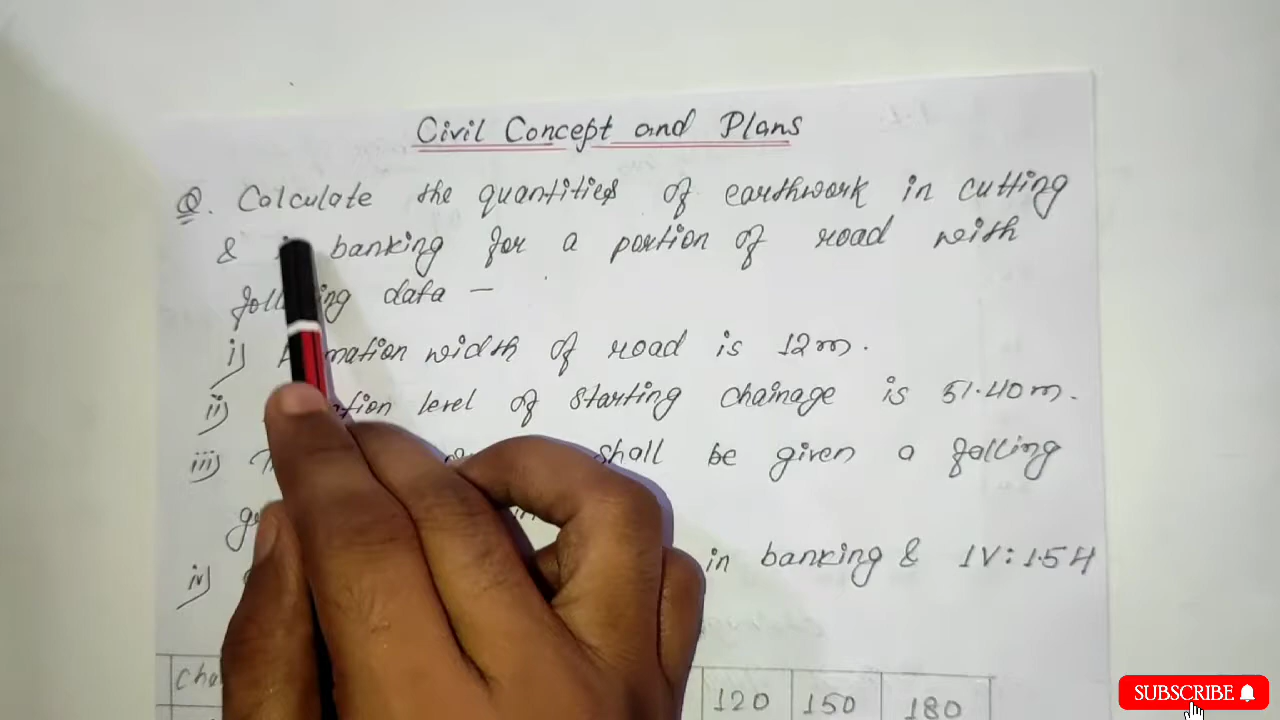 Civil Concept and Plans
Q. Calculate the quantities of earthwork in cutting
& banking for a portion of road with
data —
i) width of road is 12m.
ii) level of starting chainage is 51.40m.
iii) shall be given a falling
iv) in banking & 1V:1.5H
120 150 180
SUBSCRIBE